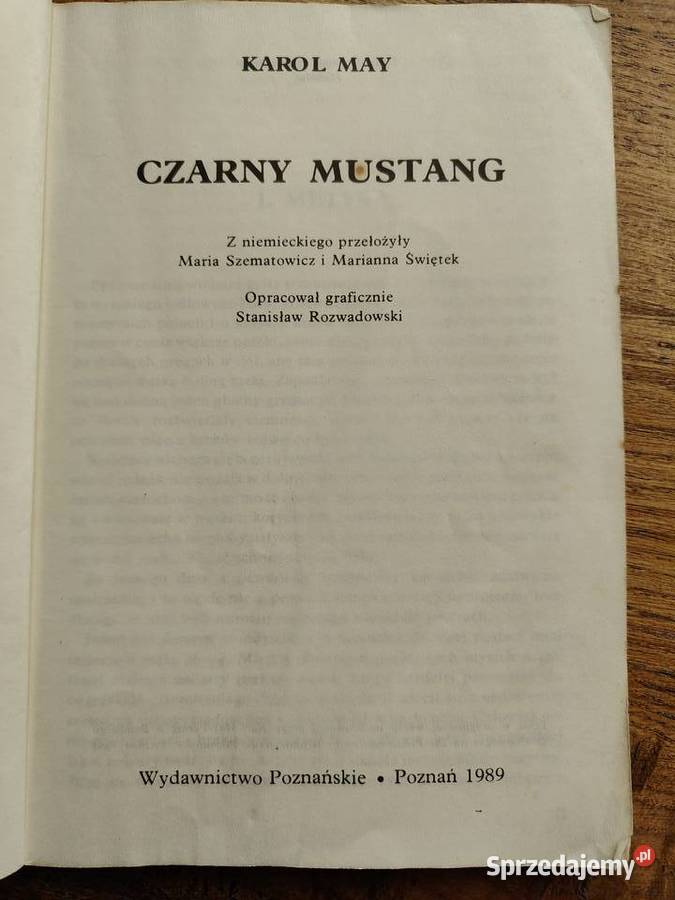 KAROL MAY
CZARNY MUSTANG
Z niemieckiego przełożyły
Maria Szematowicz i Marianna Świętek
Opracował graficznie
Stanisław Rozwadowski
Wydawnictwo Poznańskie • Poznań 1989
Sprzedajemy.pl